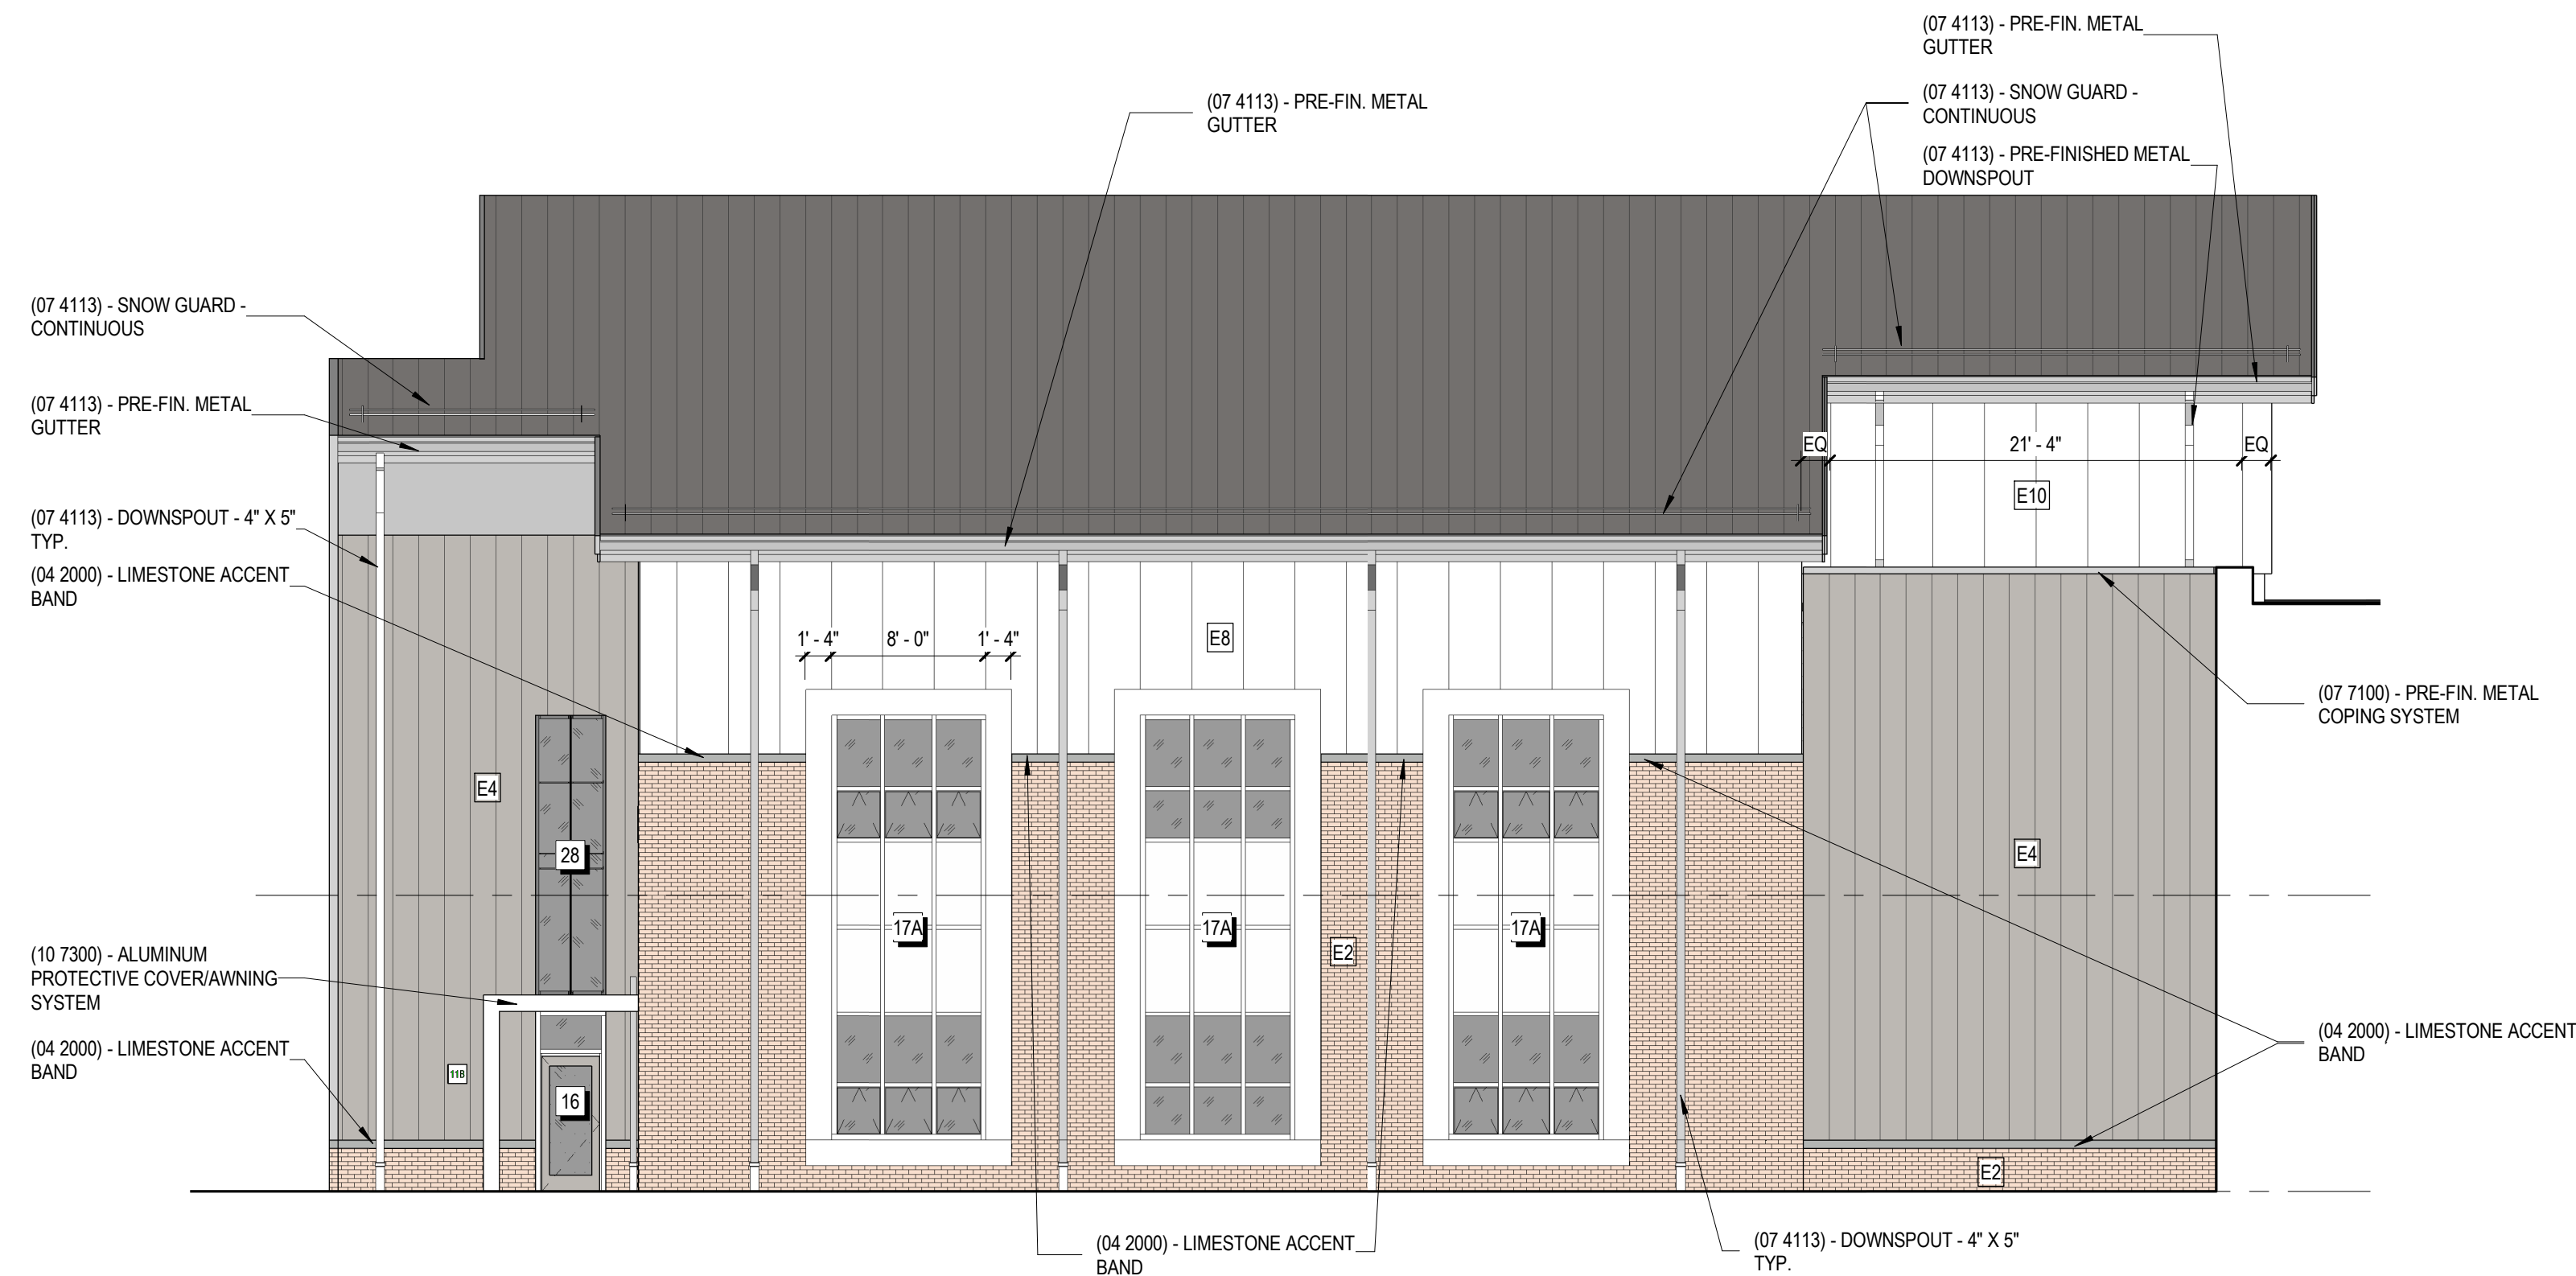 (07 4113) - PRE-FIN. METAL
GUTTER
(07 4113) - SNOW GUARD -
CONTINUOUS
(07 4113) - PRE-FINISHED METAL
DOWNSPOUT
(07 4113) - PRE-FIN. METAL
GUTTER
(07 4113) - SNOW GUARD -
CONTINUOUS
(07 4113) - PRE-FIN. METAL
GUTTER
(07 4113) - DOWNSPOUT - 4" X 5"
TYP.
(04 2000) - LIMESTONE ACCENT
BAND
EQ 21' - 4" EQ
E10
1' - 4" 8' - 0" 1' - 4"
E8
(07 7100) - PRE-FIN. METAL
COPING SYSTEM
E4
28
E4
17A 17A 17A
E2
(10 7300) - ALUMINUM
PROTECTIVE COVER/AWNING
SYSTEM
(04 2000) - LIMESTONE ACCENT
BAND
11B
16
(04 2000) - LIMESTONE ACCENT
BAND
E2
(04 2000) - LIMESTONE ACCENT
BAND
(07 4113) - DOWNSPOUT - 4" X 5"
TYP.